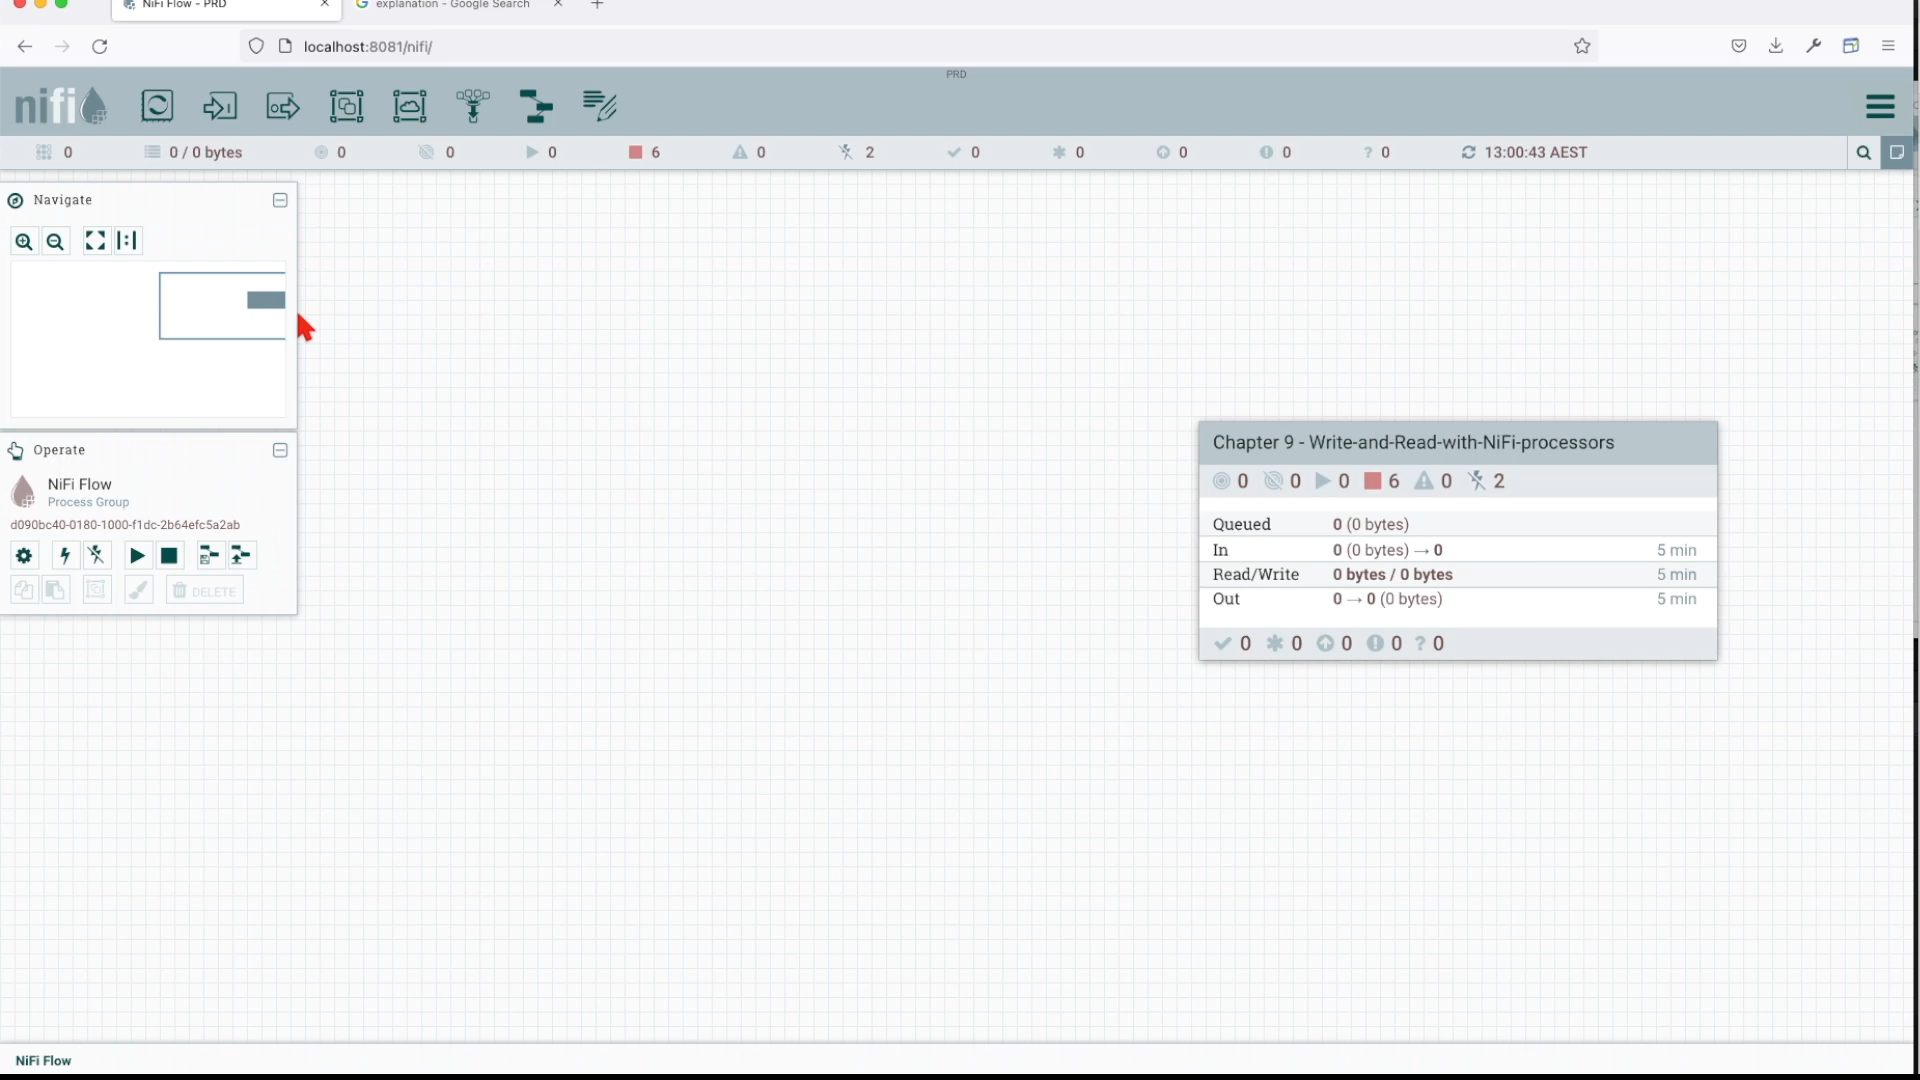 NiFi Flow - PRD
explanation - Google Search
localhost:8081/nifi/
PRD
nifi
0
0 / 0 bytes
0
0
0
6
0
2
0
0
0
0
? 0
13:00:43 AEST
Navigate
Operate
NiFi Flow
Process Group
d090bc40-0180-1000-f1dc-2b64efc5a2ab
DELETE
Chapter 9 - Write-and-Read-with-NiFi-processors
0 0 0 6 0 2
Queued 0 (0 bytes)
In 0 (0 bytes) → 0 5 min
Read/Write 0 bytes / 0 bytes 5 min
Out 0 → 0 (0 bytes) 5 min
0 0 0 0 ? 0
NiFi Flow